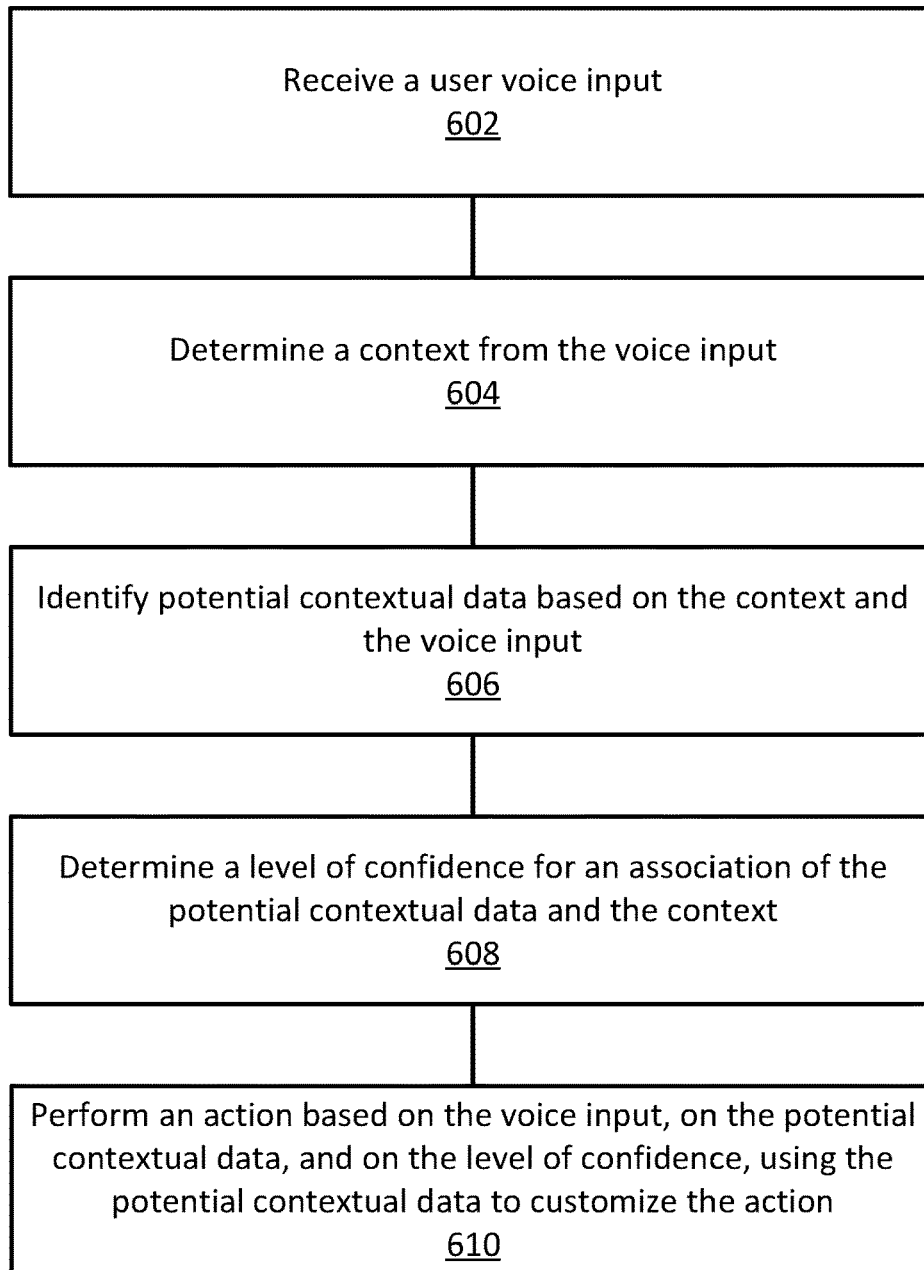 Receive a user voice input
602
Determine a context from the voice input
604
Identify potential contextual data based on the context and
the voice input
606
Determine a level of confidence for an association of the
potential contextual data and the context
608
Perform an action based on the voice input, on the potential
contextual data, and on the level of confidence, using the
potential contextual data to customize the action
610